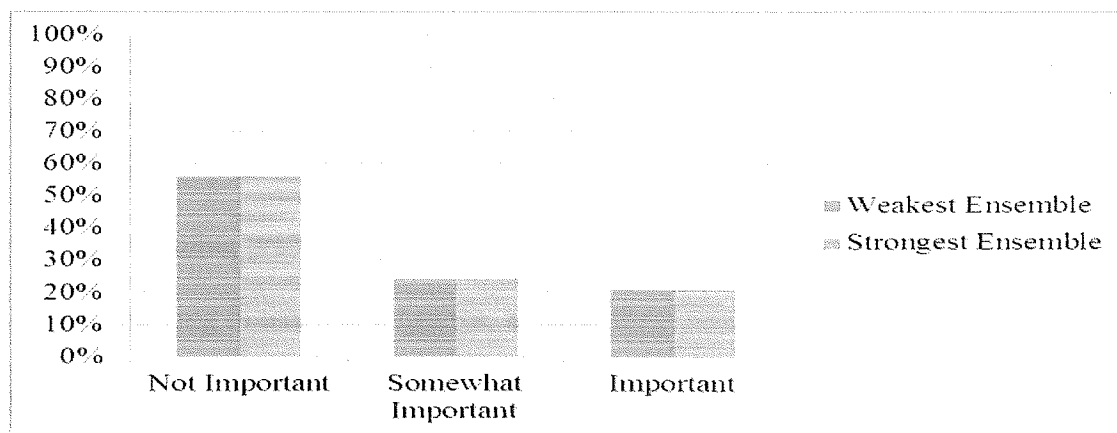 100%
90%
80%
70%
60%
50%
40%
30%
20%
10%
0%
Not Important
Somewhat
Important
Important
Weakest Ensemble
Strongest Ensemble